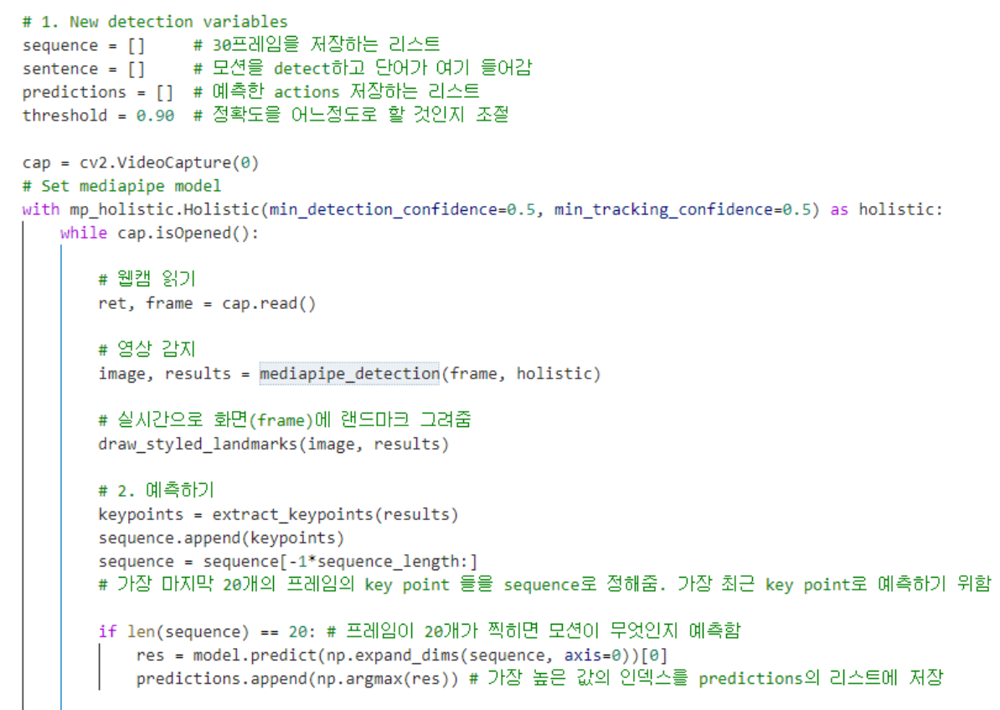 # 1. New detection variables
sequence = []     # 30프레임을 저장하는 리스트
sentence = []     # 모션을 detect하고 단어가 여기 들어감
predictions = []  # 예측한 actions 저장하는 리스트
threshold = 0.90  # 정확도을 어느정도로 할 것인지 조절
cap = cv2.VideoCapture(0)
# Set mediapipe model
with mp_holistic.Holistic(min_detection_confidence=0.5, min_tracking_confidence=0.5) as holistic:
    while cap.isOpened():
        # 웹캠 읽기
        ret, frame = cap.read()
        # 영상 감지
        image, results = mediapipe_detection(frame, holistic)
        # 실시간으로 화면(frame)에 랜드마크 그려줌
        draw_styled_landmarks(image, results)
        # 2. 예측하기
        keypoints = extract_keypoints(results)
        sequence.append(keypoints)
        sequence = sequence[-1*sequence_length:]
        # 가장 마지막 20개의 프레임의 key point 들을 sequence로 정해줌. 가장 최근 key point로 예측하기 위함
        if len(sequence) == 20: # 프레임이 20개가 찍히면 모션이 무엇인지 예측함
            res = model.predict(np.expand_dims(sequence, axis=0))[0]
            predictions.append(np.argmax(res)) # 가장 높은 값의 인덱스를 predictions의 리스트에 저장